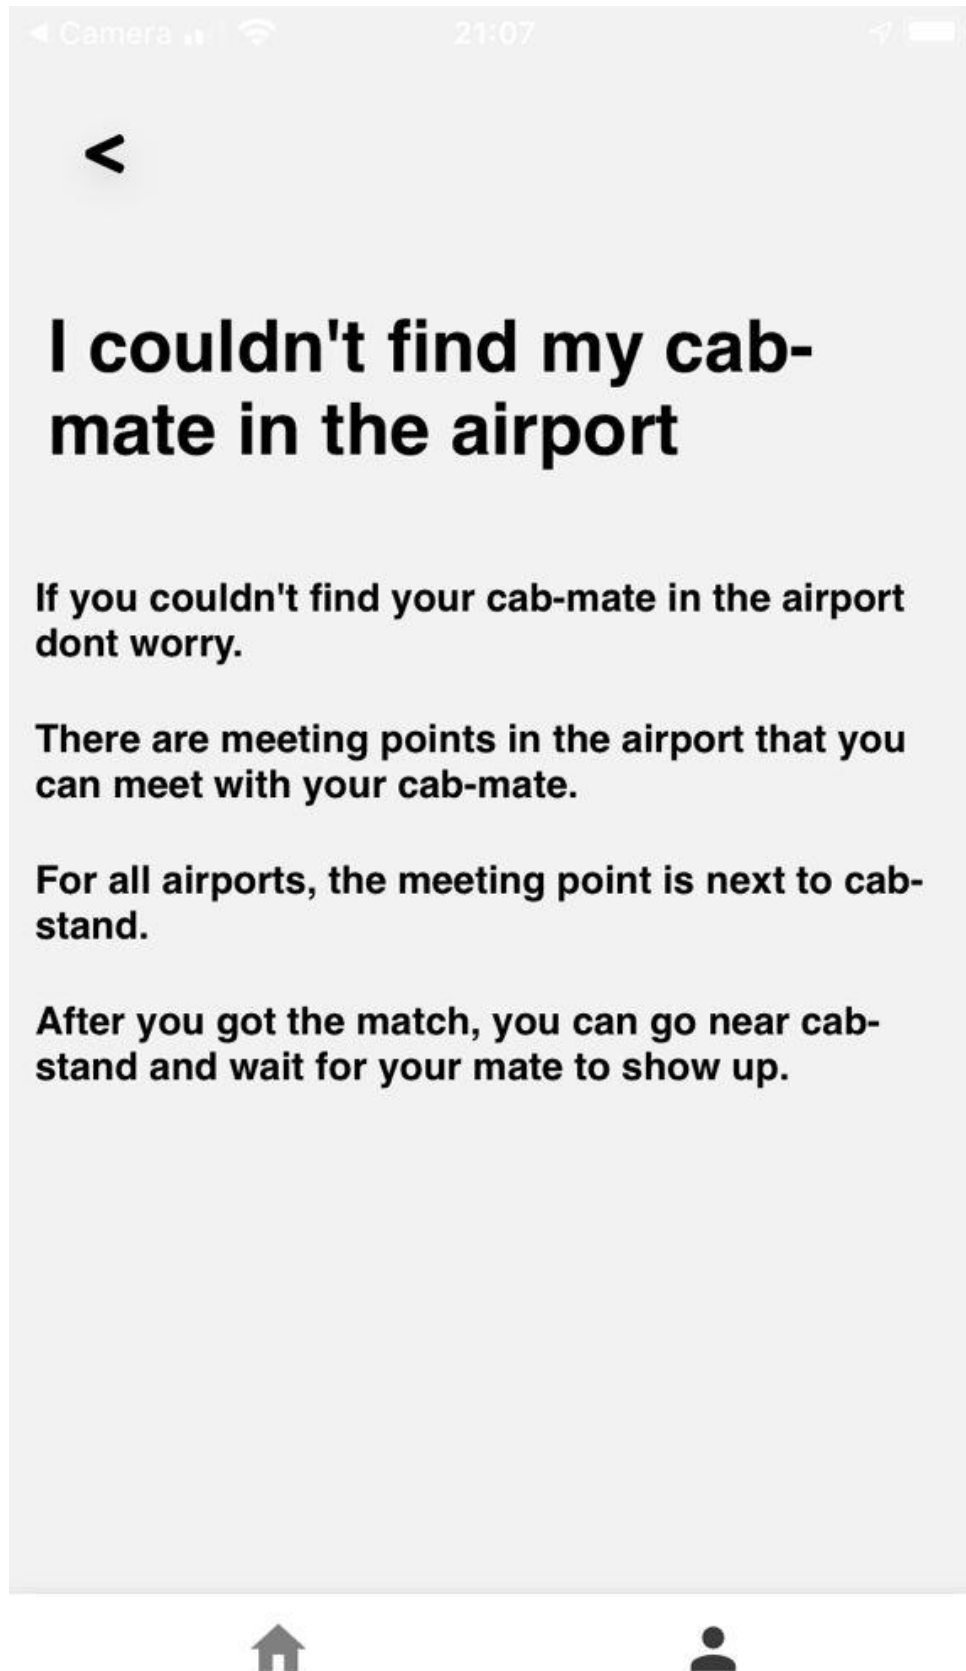 Camera
21:07
<
I couldn't find my cab-
mate in the airport
If you couldn't find your cab-mate in the airport
dont worry.
There are meeting points in the airport that you
can meet with your cab-mate.
For all airports, the meeting point is next to cab-
stand.
After you got the match, you can go near cab-
stand and wait for your mate to show up.